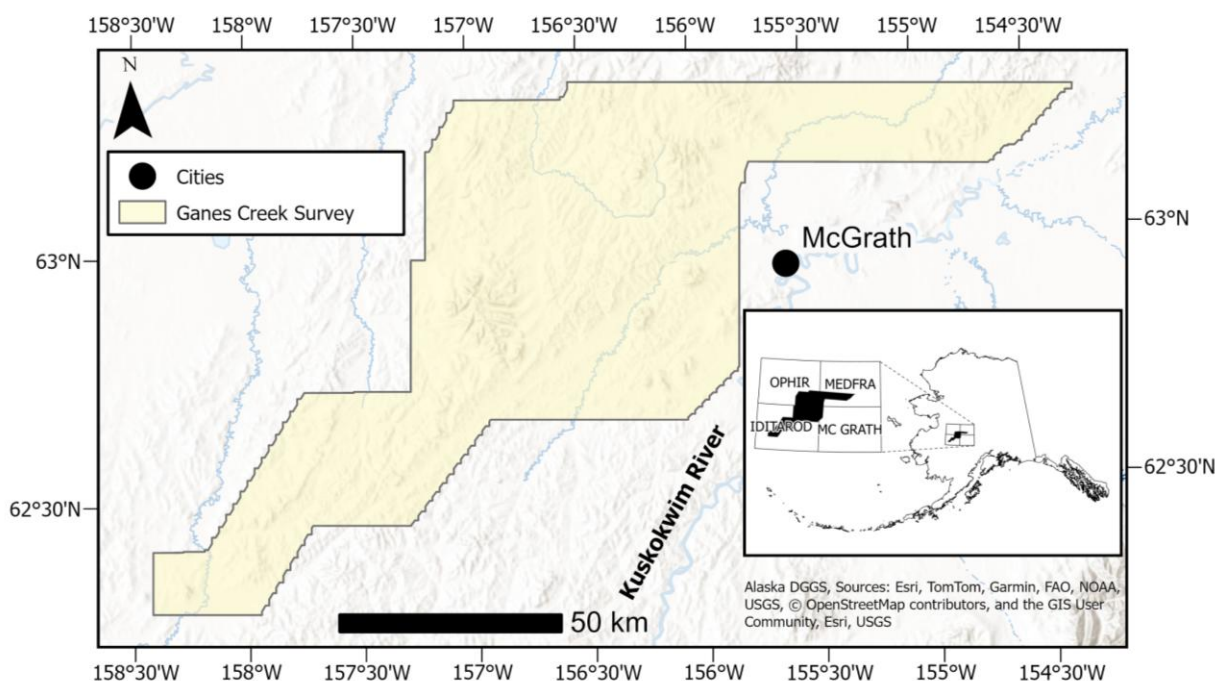 158°30'W 158°W 157°30'W 157°W 156°30'W 156°W 155°30'W 155°W 154°30'W
N
Cities
Ganes Creek Survey
63°N
McGrath
63°N
OPHIR MEDFRA
IDITAROD MC GRATH
62°30'N
62°30'N
Kuskokwim River
Alaska DGGS, Sources: Esri, TomTom, Garmin, FAO, NOAA,
USGS, © OpenStreetMap contributors, and the GIS User
Community, Esri, USGS
50 km
158°30'W 158°W 157°30'W 157°W 156°30'W 156°W 155°30'W 155°W 154°30'W